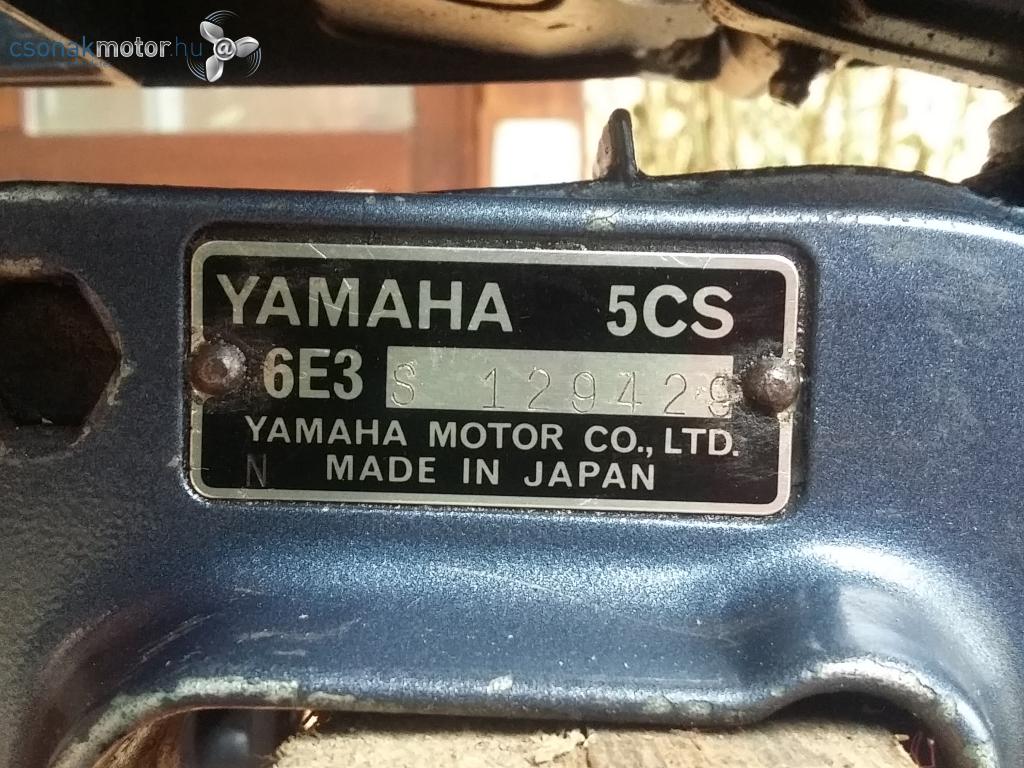 csonakmotor.hu
YAMAHA 5CS
6E3 S 129429
YAMAHA MOTOR CO., LTD.
N MADE IN JAPAN